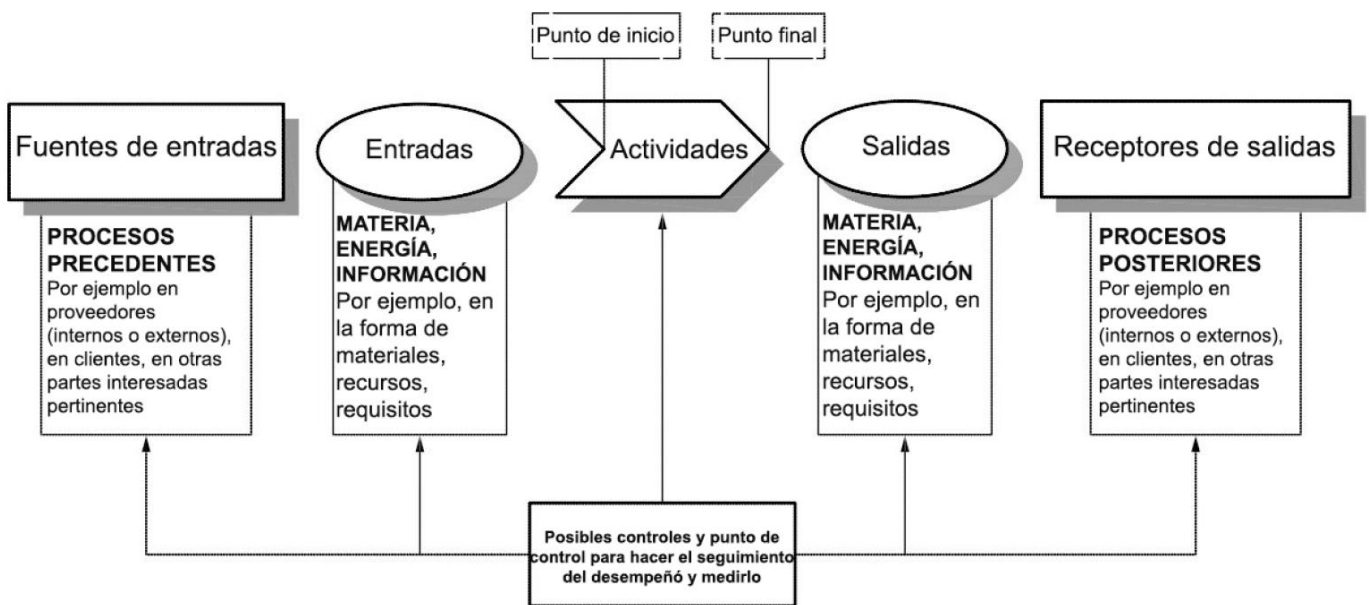 Punto de inicio
Punto final
Fuentes de entradas
Entradas
Actividades
Salidas
Receptores de salidas
PROCESOS
PRECEDENTES
Por ejemplo en
proveedores
(internos o externos),
en clientes, en otras
partes interesadas
pertinentes
MATERIA,
ENERGÍA,
INFORMACIÓN
Por ejemplo, en
la forma de
materiales,
recursos,
requisitos
MATERIA,
ENERGÍA,
INFORMACIÓN
Por ejemplo, en
la forma de
materiales,
recursos,
requisitos
PROCESOS
POSTERIORES
Por ejemplo en
proveedores
(internos o externos),
en clientes, en otras
partes interesadas
pertinentes
Posibles controles y punto de
control para hacer el seguimiento
del desempeñó y medirlo